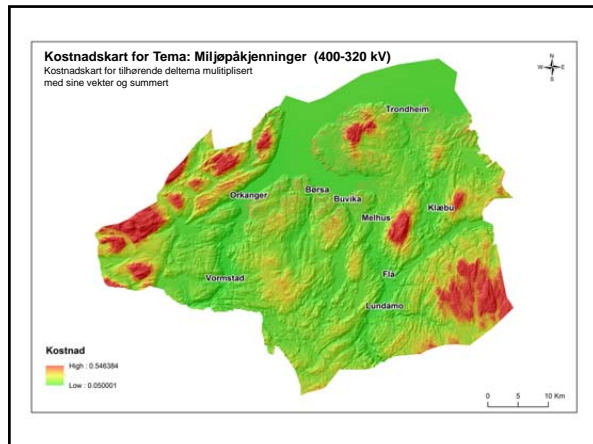 Kostnadskart for Tema: Miljøpåkjenninger (400-320 kV)
Kostnadskart for tilhørende deltema mulitiplisert
med sine vekter og summert
N
W E
S
Trondheim
Orkanger
Børsa
Buvika
Melhus
Klæbu
Vormstad
Flå
Lundamo
Kostnad
High : 0.546384
Low : 0.050001
0 5 10 Km